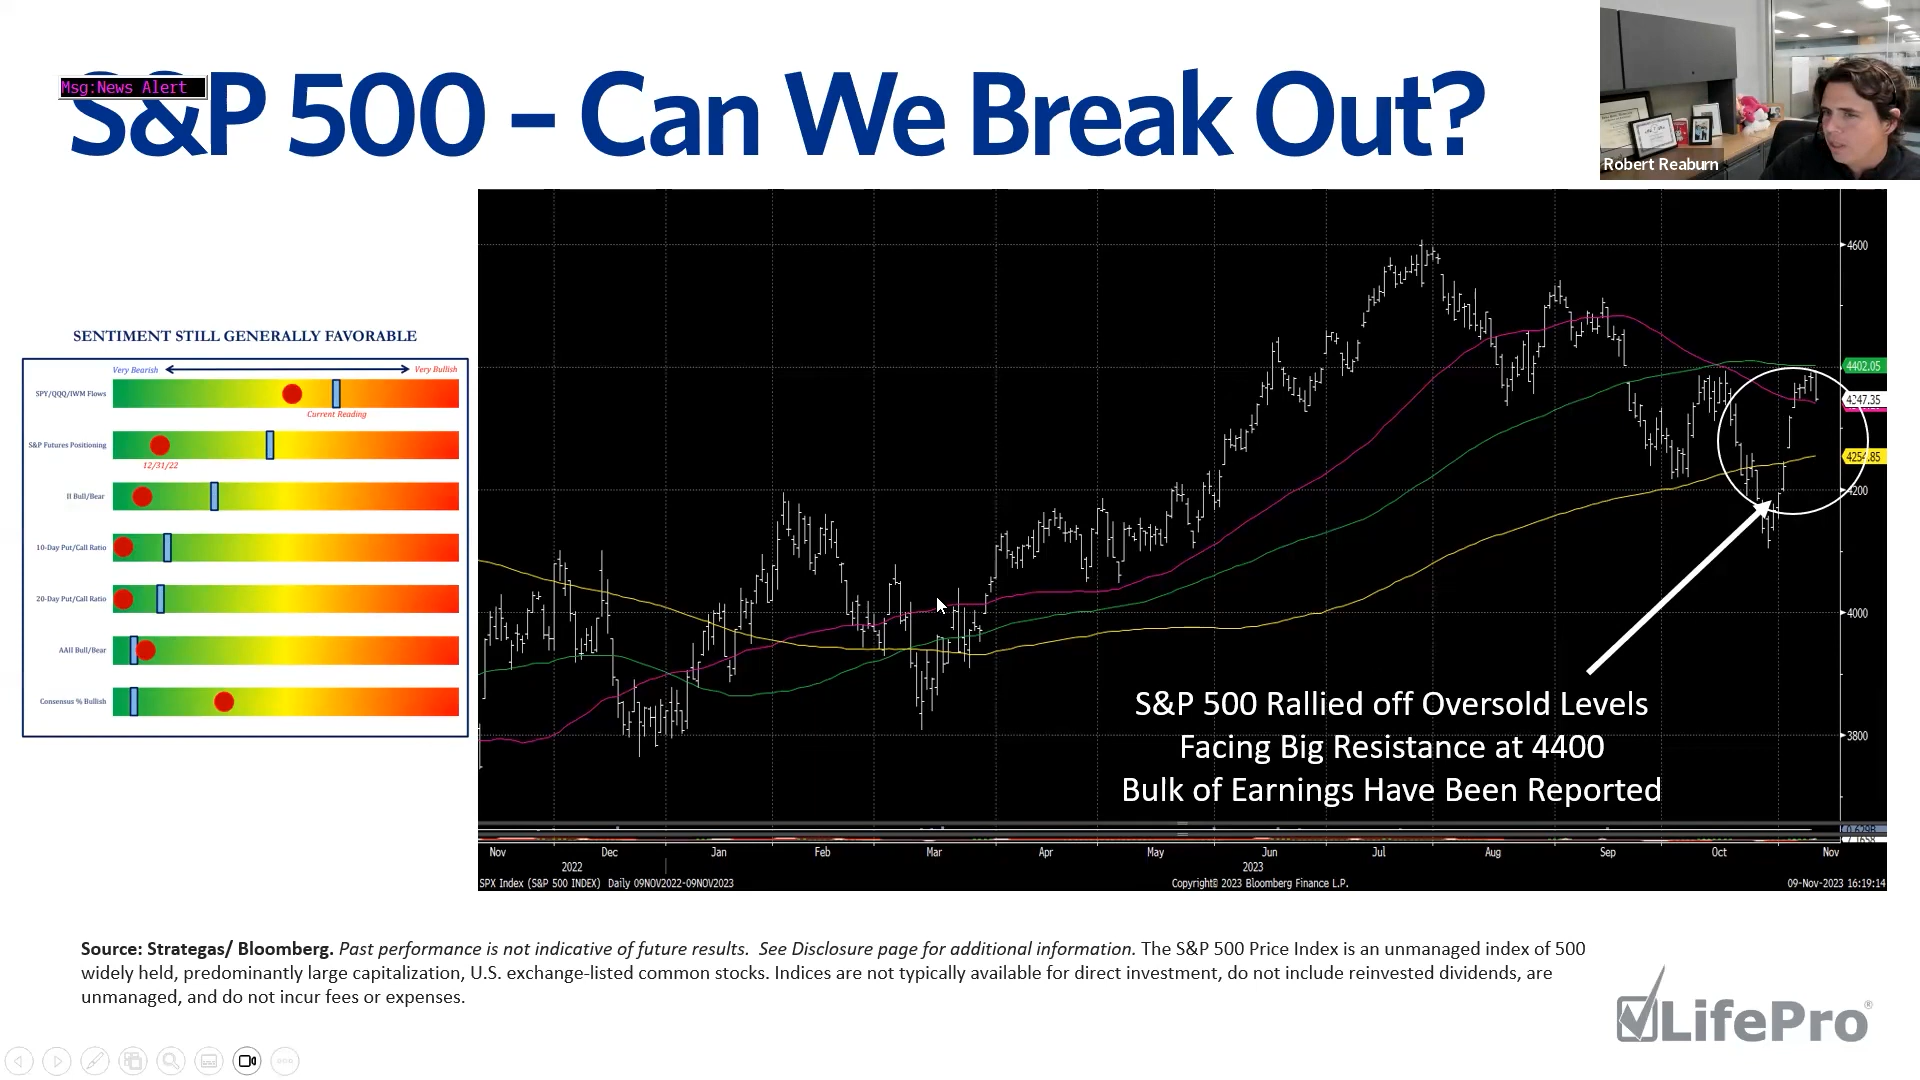 Msg:News Alert
S&P 500 – Can We Break Out?
Robert Reaburn
SENTIMENT STILL GENERALLY FAVORABLE
Very Bearish
Very Bullish
SPY/QQQ/IWM Flows
Current Reading
S&P Futures Positioning
12/31/22
II Bull/Bear
10-Day Put/Call Ratio
20-Day Put/Call Ratio
AAII Bull/Bear
Consensus % Bullish
4600
4402.05
4254.85
4200
4000
3800
S&P 500 Rallied off Oversold Levels
Facing Big Resistance at 4400
Bulk of Earnings Have Been Reported
Nov Dec Jan Feb Mar Apr May Jun Jul Aug Sep Oct Nov
2022 2023
SPX Index (S&P 500 INDEX) Daily 09NOV2022-09NOV2023 Copyright© 2023 Bloomberg Finance L.P. 09-Nov-2023 16:19:14
Source: Strategas/ Bloomberg. Past performance is not indicative of future results. See Disclosure page for additional information. The S&P 500 Price Index is an unmanaged index of 500
widely held, predominantly large capitalization, U.S. exchange-listed common stocks. Indices are not typically available for direct investment, do not include reinvested dividends, are
unmanaged, and do not incur fees or expenses.
LifePro®